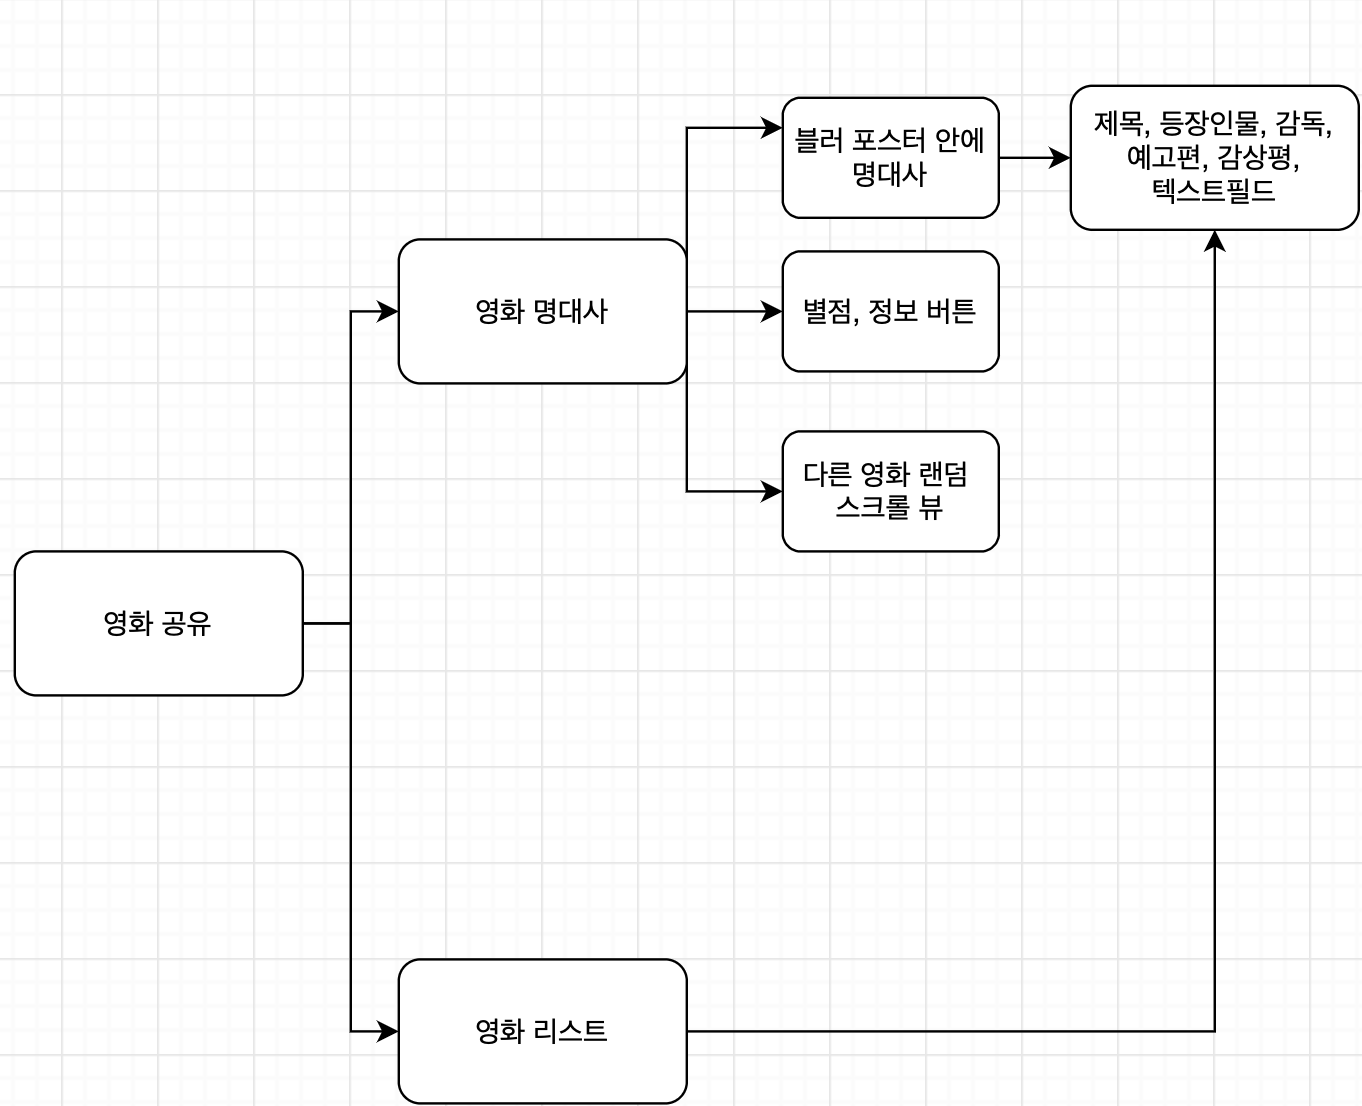 블러 포스터 안에
명대사
제목, 등장인물, 감독,
예고편, 감상평,
텍스트필드
영화 명대사
별점, 정보 버튼
다른 영화 랜덤
스크롤 뷰
영화 공유
영화 리스트